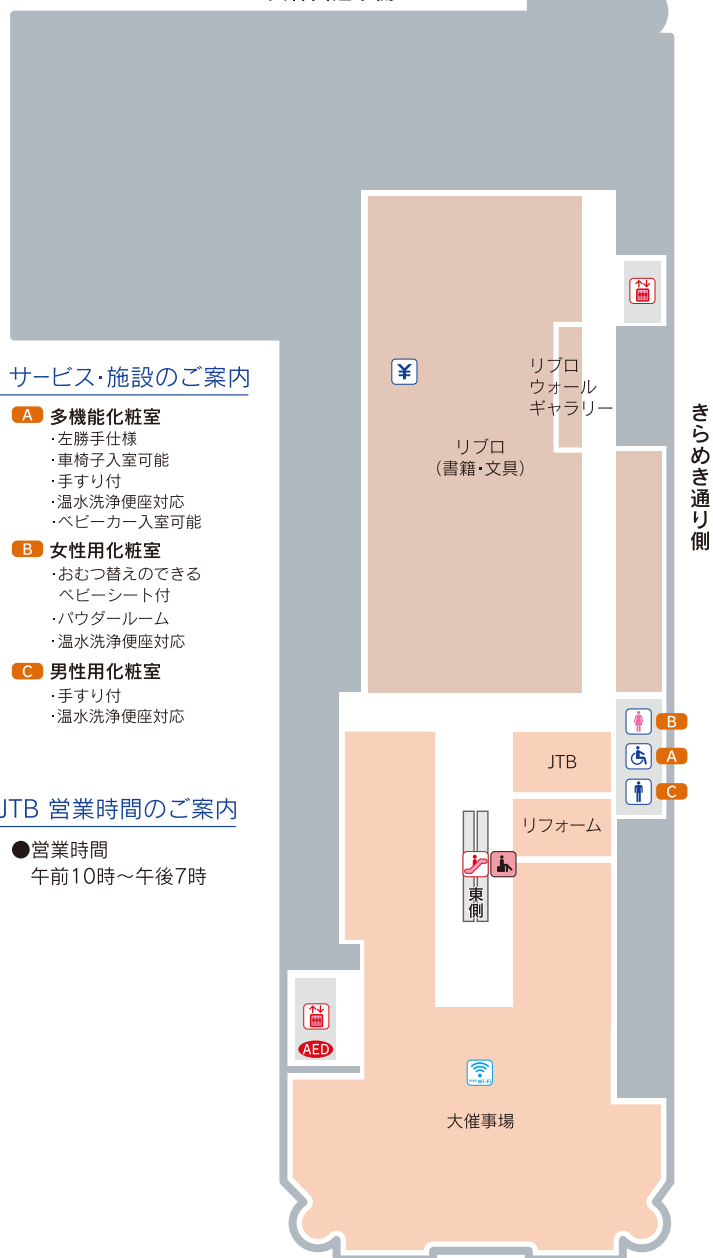 サービス・施設のご案内
A 多機能化粧室
・左勝手仕様
・車椅子入室可能
・手すり付
・温水洗浄便座対応
・ベビーカー入室可能
B 女性用化粧室
・おむつ替えのできる
ベビーシート付
・パウダールーム
・温水洗浄便座対応
C 男性用化粧室
・手すり付
・温水洗浄便座対応
JTB 営業時間のご案内
●営業時間
午前10時〜午後7時
¥
リブロ
ウォール
ギャラリー
リブロ
(書籍・文具)
きらめき通り側
B
A
C
JTB
リフォーム
東側
AED
Wi-Fi
大催事場